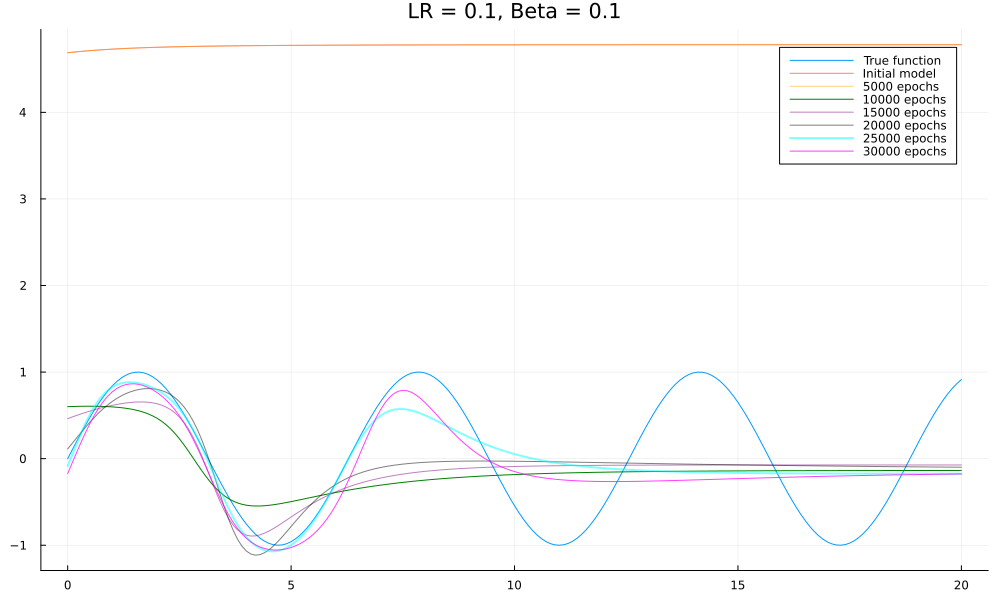 LR = 0.1, Beta = 0.1
True function
Initial model
5000 epochs
10000 epochs
15000 epochs
20000 epochs
25000 epochs
30000 epochs
4
3
2
1
0
−1
0 5 10 15 20